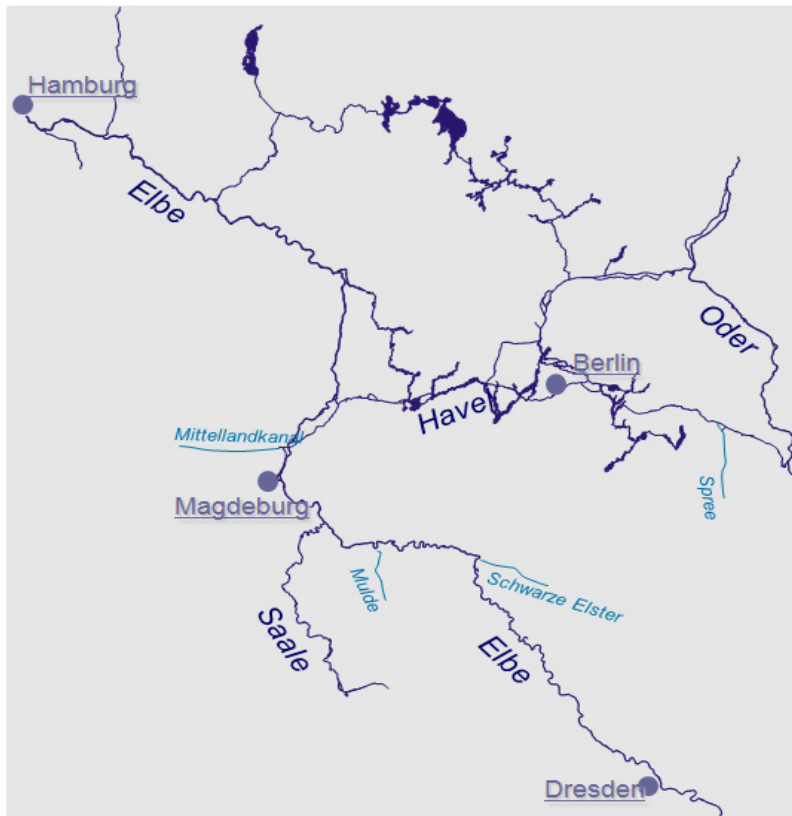 Hamburg
Elbe
Oder
Berlin
Havel
Mittellandkanal
Spree
Magdeburg
Mulde
Schwarze Elster
Saale
Elbe
Dresden